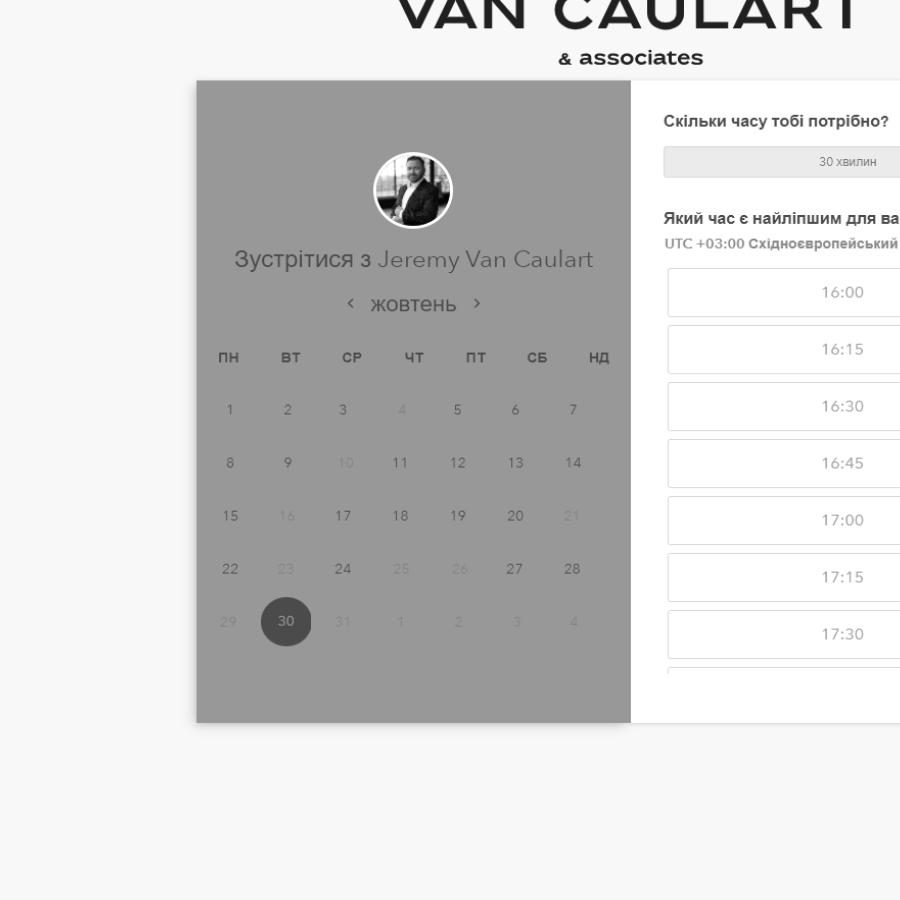 VAN CAULART
& associates
Зустрітися з Jeremy Van Caulart
жовтень
ПН ВТ СР ЧТ ПТ СБ НД
1 2 3 4 5 6 7
8 9 10 11 12 13 14
15 16 17 18 19 20 21
22 23 24 25 26 27 28
29 30 31 1 2 3 4
Скільки часу тобі потрібно?
30 хвилин
Який час є найліпшим для ва
UTC +03:00 Східноєвропейський
16:00
16:15
16:30
16:45
17:00
17:15
17:30